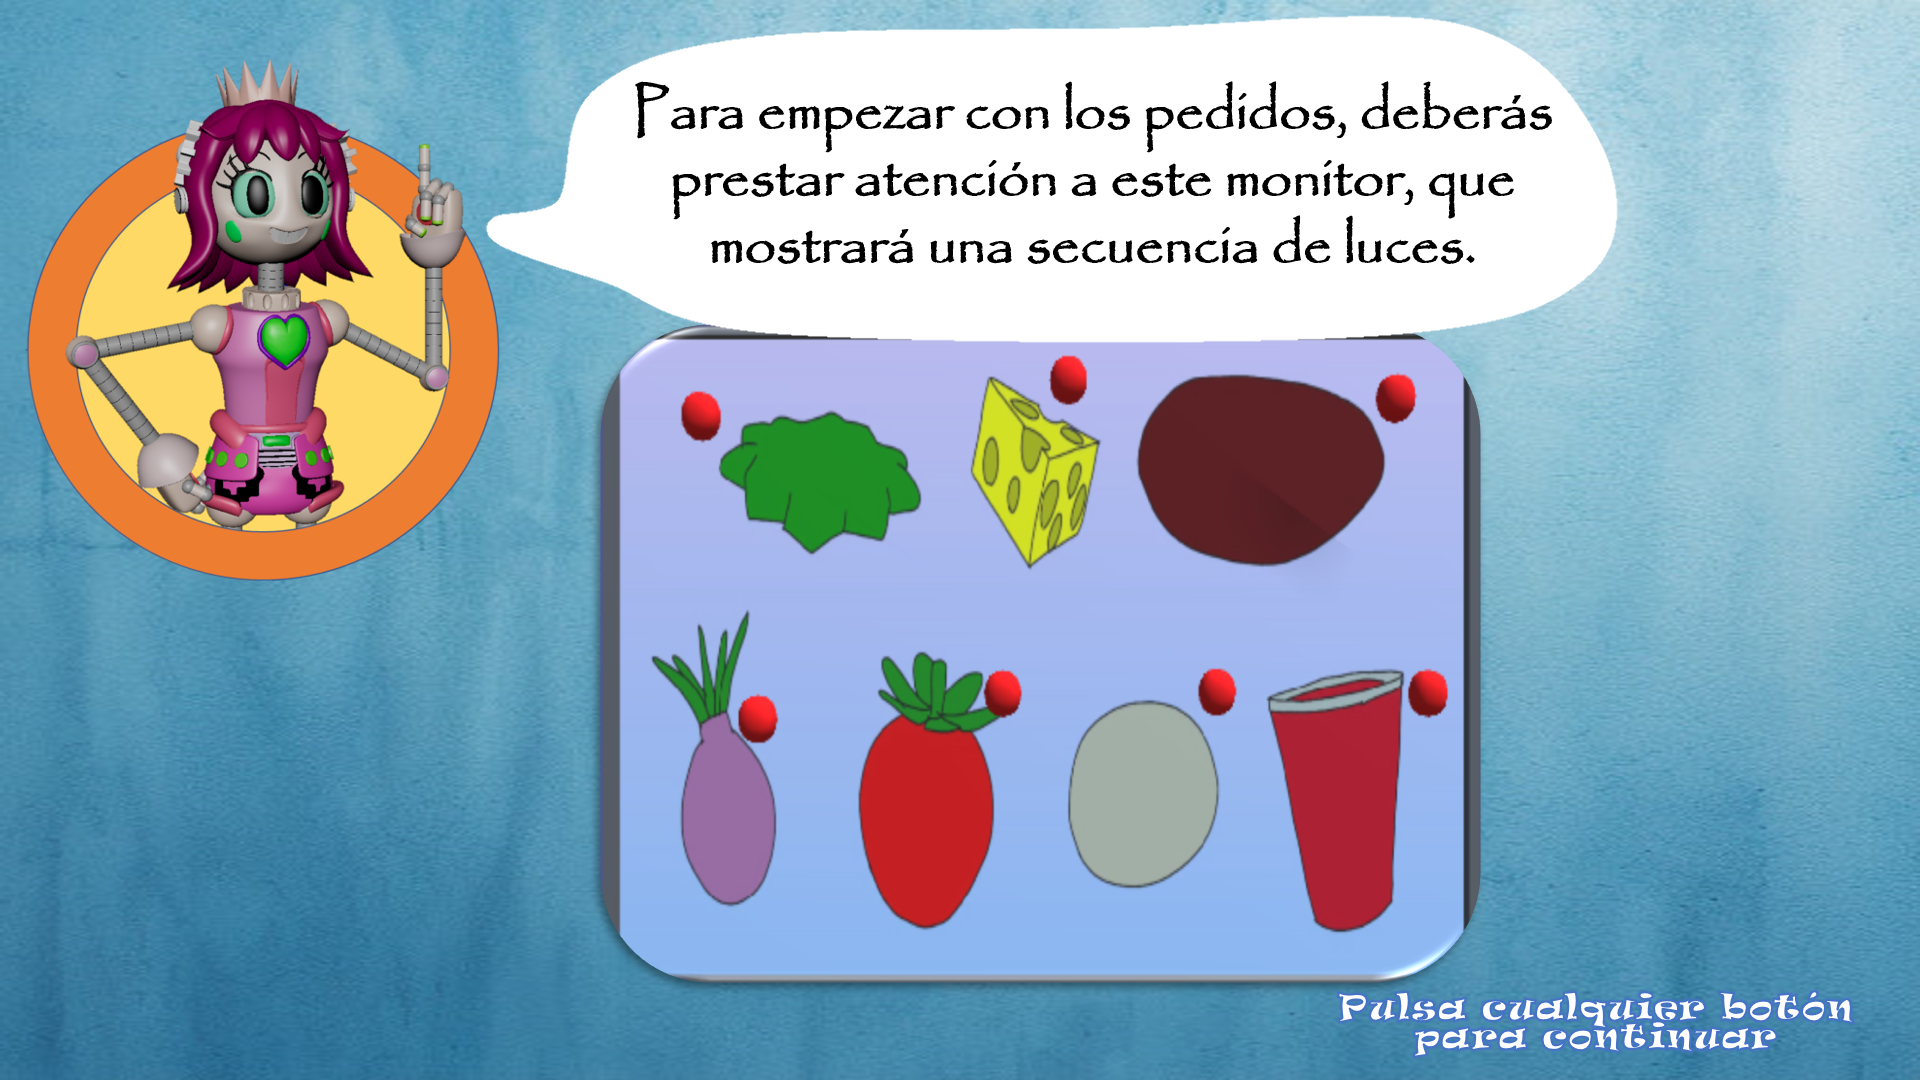 Para empezar con los pedidos, deberás
prestar atención a este monitor, que
mostrará una secuencia de luces.
Pulsa cualquier botón
para continuar